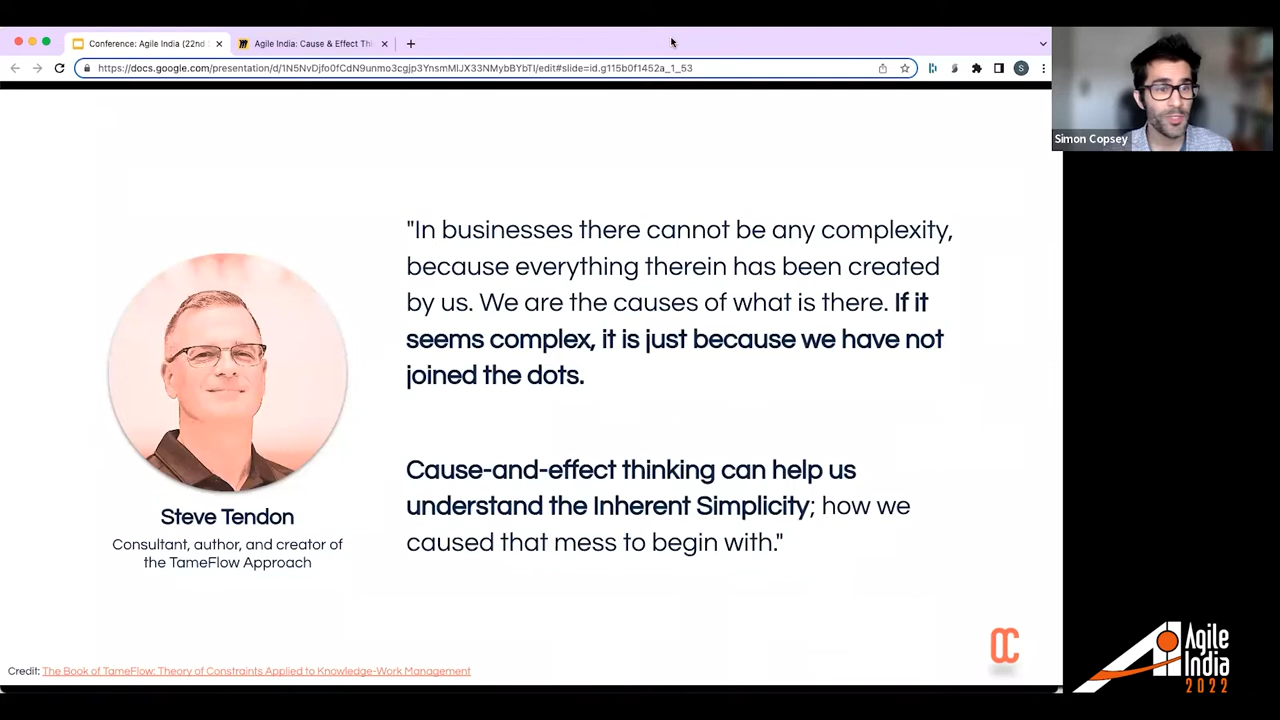 Conference: Agile India (22nd
Agile India: Cause & Effect Thi
https://docs.google.com/presentation/d/1N5NvDjfo0fCdN9unmo3cgjp3YnsmMlJX33NMybBYbTI/edit#slide=id.g115b0f1452a_1_53
S
Simon Copsey
"In businesses there cannot be any complexity,
because everything therein has been created
by us. We are the causes of what is there. If it
seems complex, it is just because we have not
joined the dots.
Cause-and-effect thinking can help us
understand the Inherent Simplicity; how we
caused that mess to begin with."
Steve Tendon
Consultant, author, and creator of
the TameFlow Approach
Credit: The Book of TameFlow: Theory of Constraints Applied to Knowledge-Work Management
Agile
India
2022